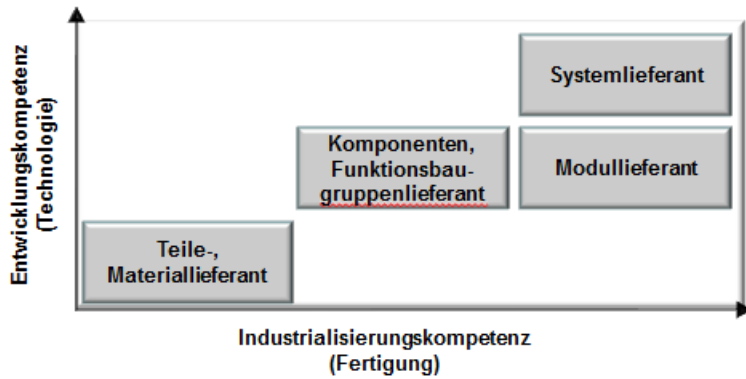 Entwicklungskompetenz
(Technologie)
Systemlieferant
Komponenten,
Funktionsbau-
gruppenlieferant
Modullieferant
Teile-,
Materiallieferant
Industrialisierungskompetenz
(Fertigung)